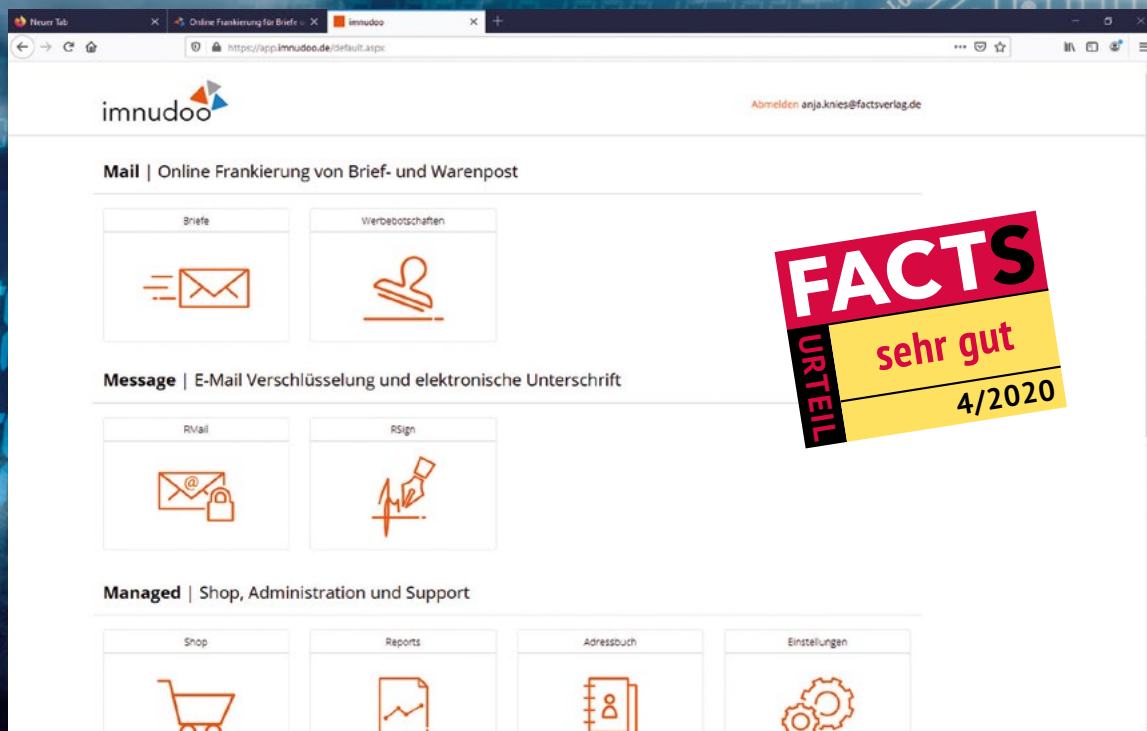 Neuer Tab
Online Frankierung für Briefe u
imnudoo
https://app.imnudoo.de/default.aspx
imnudoo
Abmelden anja.knies@factsverlag.de
Mail | Online Frankierung von Brief- und Warenpost
Briefe
Werbebotschaften
FACTS
URTEIL
sehr gut
4/2020
Message | E-Mail Verschlüsselung und elektronische Unterschrift
RMail
RSign
@
Managed | Shop, Administration und Support
Shop
Reports
Adressbuch
Einstellungen